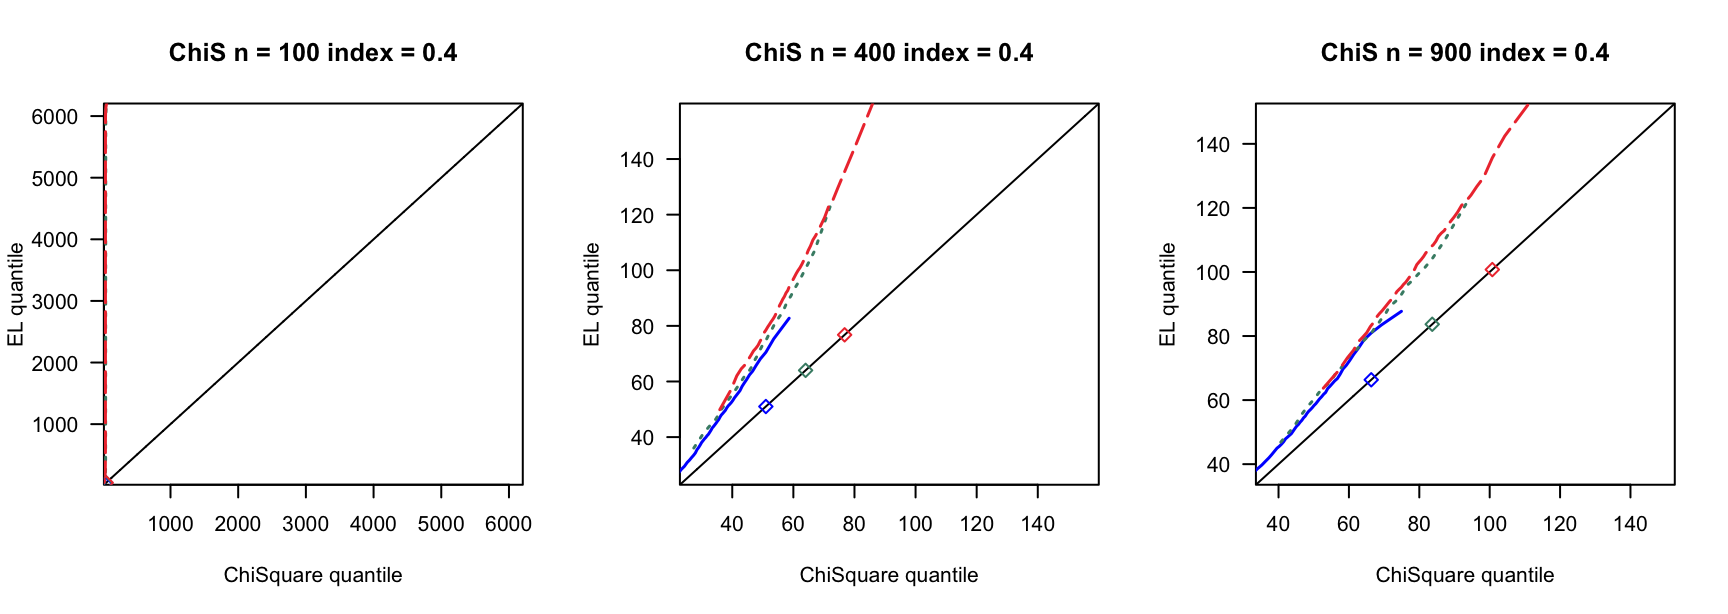 ChiS n = 100 index = 0.4
EL quantile
6000
5000
4000
3000
2000
1000
1000 2000 3000 4000 5000 6000
ChiSquare quantile
ChiS n = 400 index = 0.4
EL quantile
140
120
100
80
60
40
40 60 80 100 120 140
ChiSquare quantile
ChiS n = 900 index = 0.4
EL quantile
140
120
100
80
60
40
40 60 80 100 120 140
ChiSquare quantile